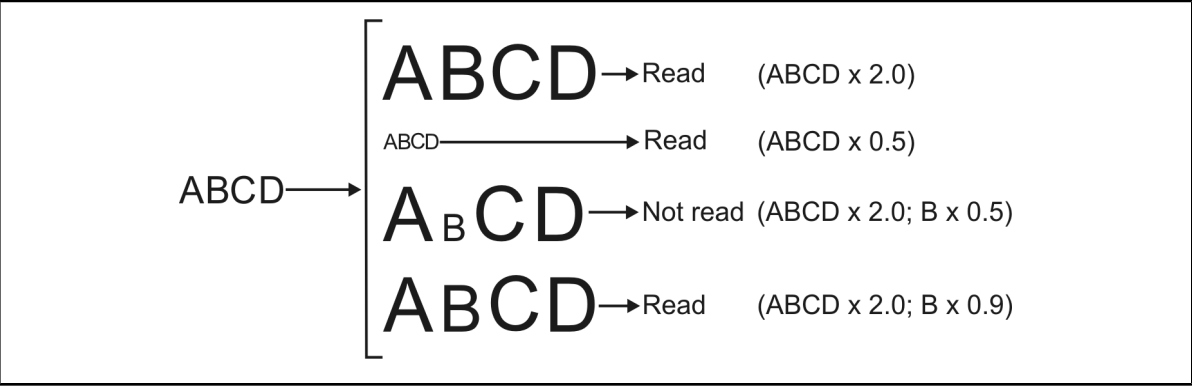 ABCD Read (ABCD x 2.0)
ABCD Read (ABCD x 0.5)
ABCD
ABCD Not read (ABCD x 2.0; B x 0.5)
ABCD Read (ABCD x 2.0; B x 0.9)